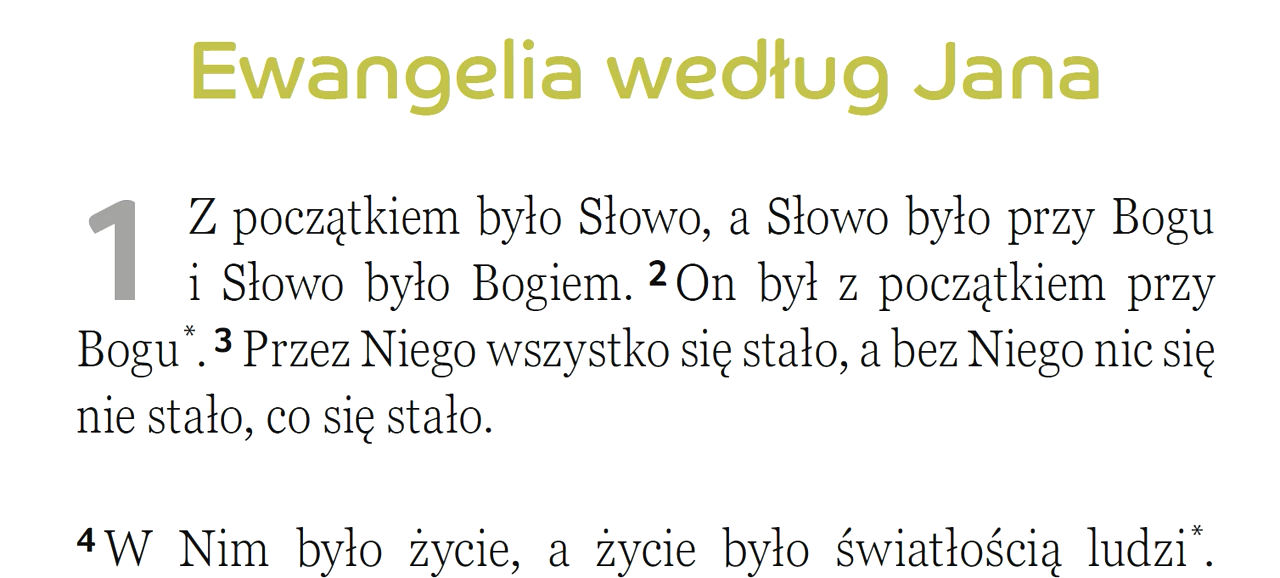 Ewangelia według Jana
1 Z początkiem było Słowo, a Słowo było przy Bogu
i Słowo było Bogiem. 2 On był z początkiem przy
Bogu*. 3 Przez Niego wszystko się stało, a bez Niego nic się
nie stało, co się stało.
4 W Nim było życie, a życie było światłością ludzi*.